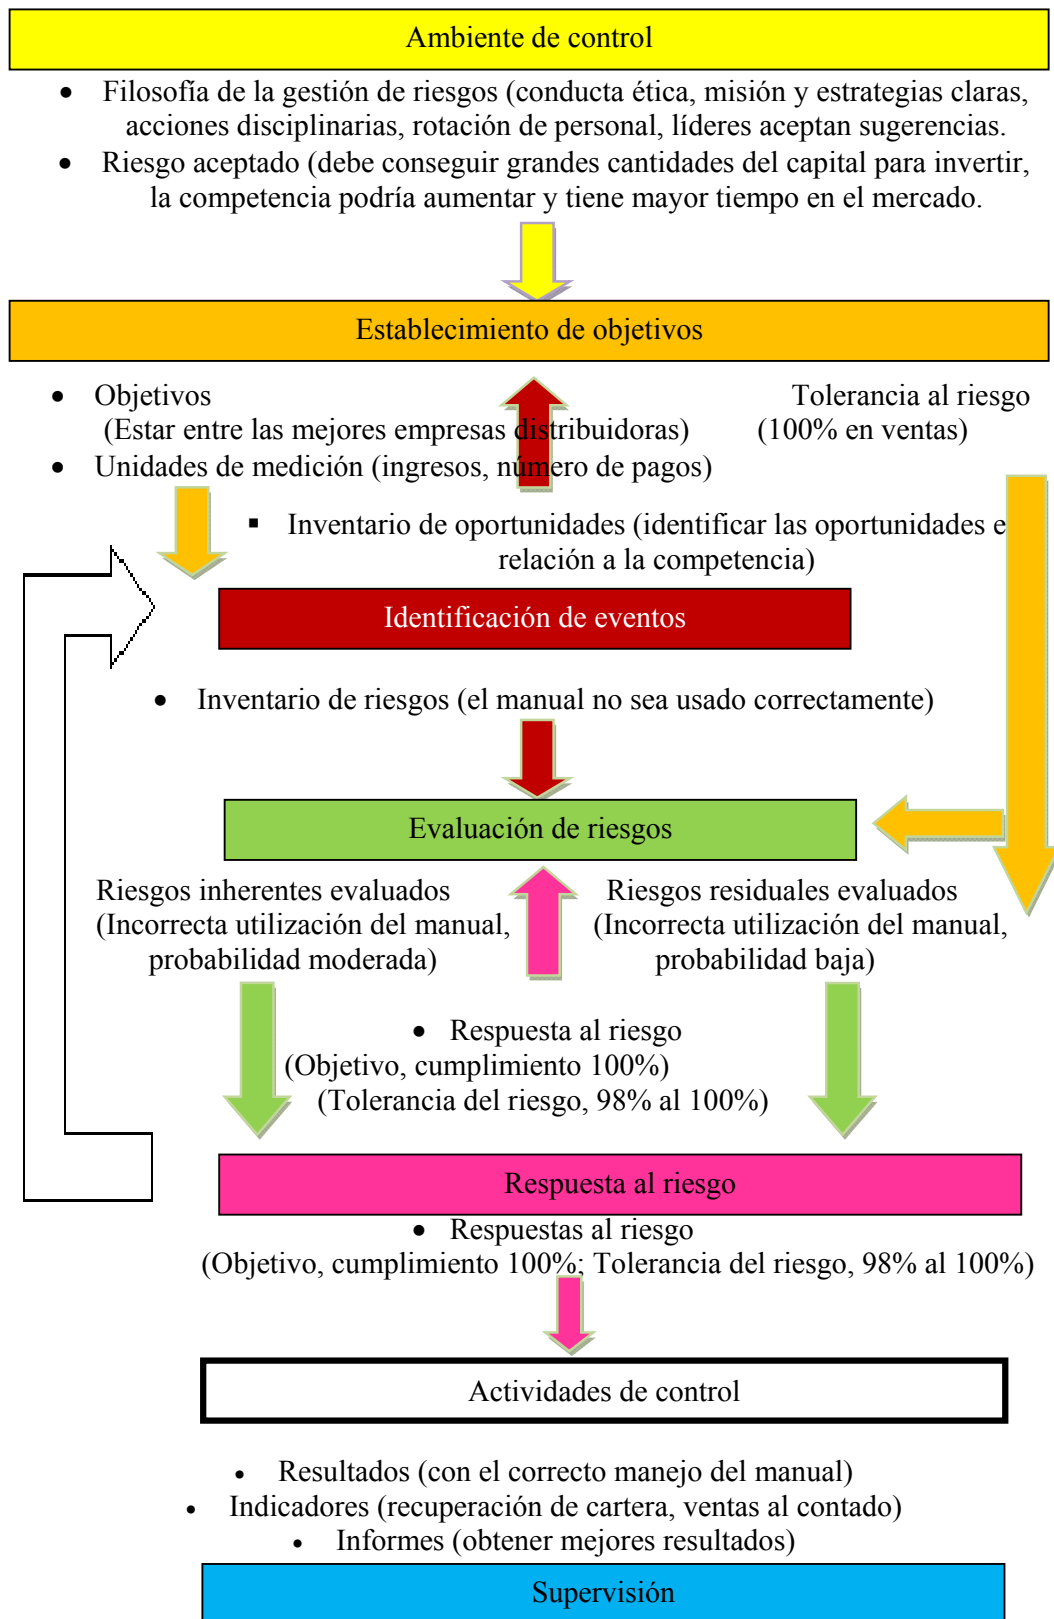 Ambiente de control
• Filosofía de la gestión de riesgos (conducta ética, misión y estrategias claras,
acciones disciplinarias, rotación de personal, líderes aceptan sugerencias.
• Riesgo aceptado (debe conseguir grandes cantidades del capital para invertir,
la competencia podría aumentar y tiene mayor tiempo en el mercado.
Establecimiento de objetivos
• Objetivos Tolerancia al riesgo
(Estar entre las mejores empresas distribuidoras) (100% en ventas)
• Unidades de medición (ingresos, número de pagos)
▪ Inventario de oportunidades (identificar las oportunidades e
relación a la competencia)
Identificación de eventos
• Inventario de riesgos (el manual no sea usado correctamente)
Evaluación de riesgos
Riesgos inherentes evaluados Riesgos residuales evaluados
(Incorrecta utilización del manual, (Incorrecta utilización del manual,
probabilidad moderada) probabilidad baja)
• Respuesta al riesgo
(Objetivo, cumplimiento 100%)
(Tolerancia del riesgo, 98% al 100%)
Respuesta al riesgo
• Respuestas al riesgo
(Objetivo, cumplimiento 100%; Tolerancia del riesgo, 98% al 100%)
Actividades de control
• Resultados (con el correcto manejo del manual)
• Indicadores (recuperación de cartera, ventas al contado)
• Informes (obtener mejores resultados)
Supervisión